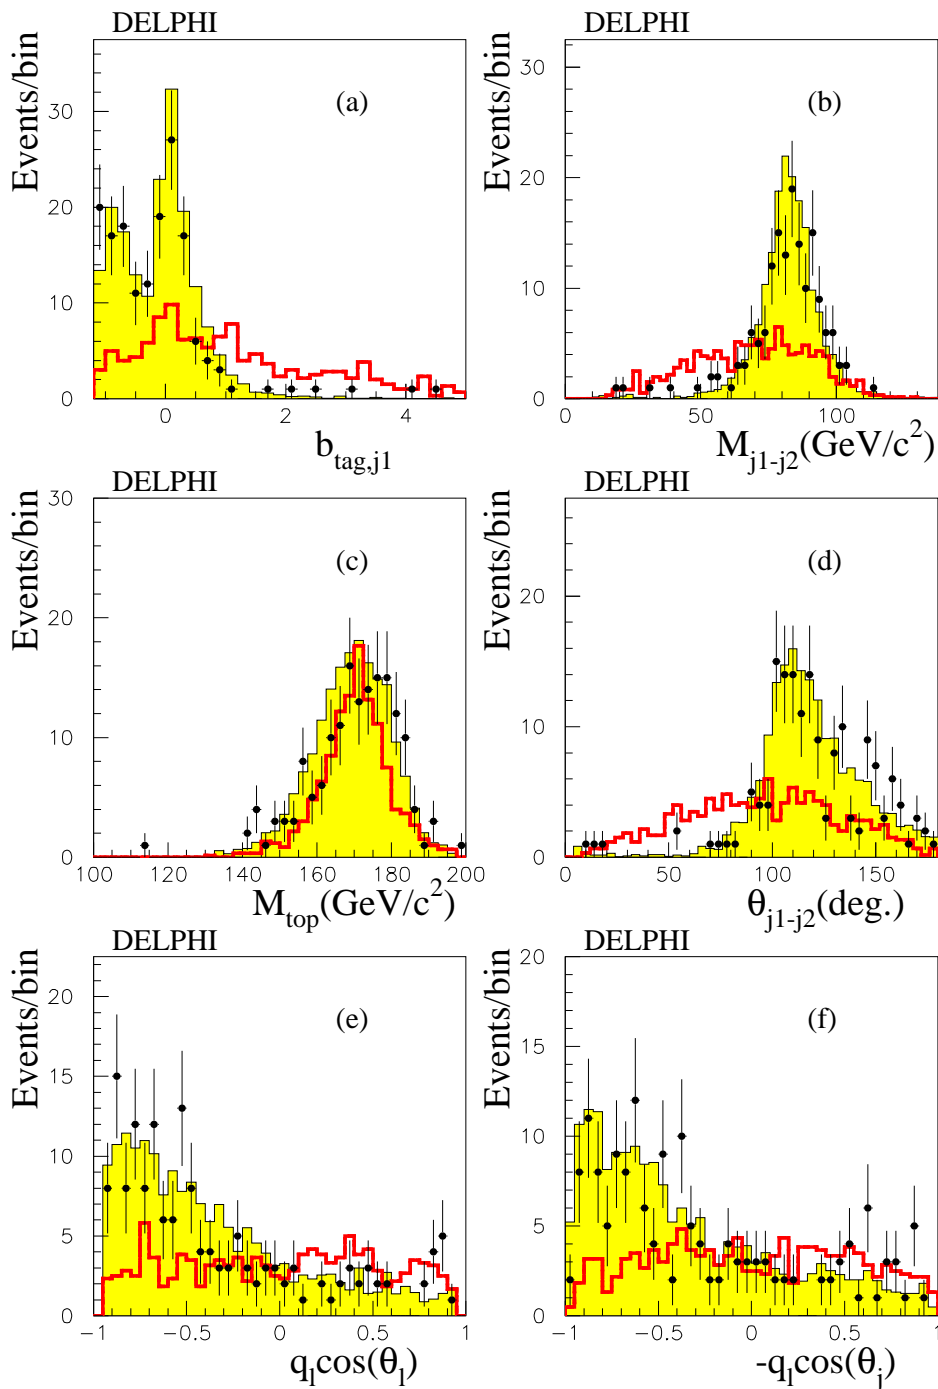 DELPHI
Events/bin
(a)
30
20
10
0
0 2 4
b_tag,j1
DELPHI
Events/bin
(b)
30
20
10
0
0 50 100
M_j1-j2(GeV/c²)
DELPHI
Events/bin
(c)
30
20
10
0
100 120 140 160 180 200
M_top(GeV/c²)
DELPHI
Events/bin
(d)
20
10
0
0 50 100 150
θ_j1-j2(deg.)
DELPHI
Events/bin
(e)
20
15
10
5
0
−1 −0.5 0 0.5 1
q_l cos(θ_l)
DELPHI
Events/bin
(f)
20
15
10
5
0
−1 −0.5 0 0.5 1
-q_l cos(θ_j)